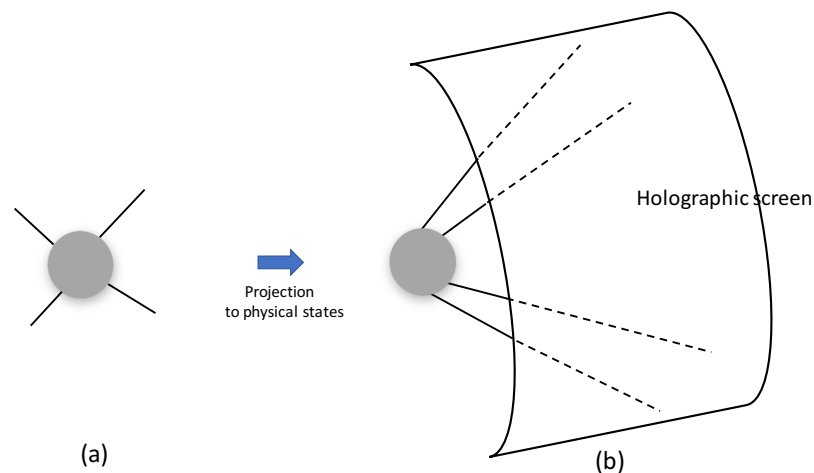 Holographic screen
Projection
to physical states
(a)
(b)